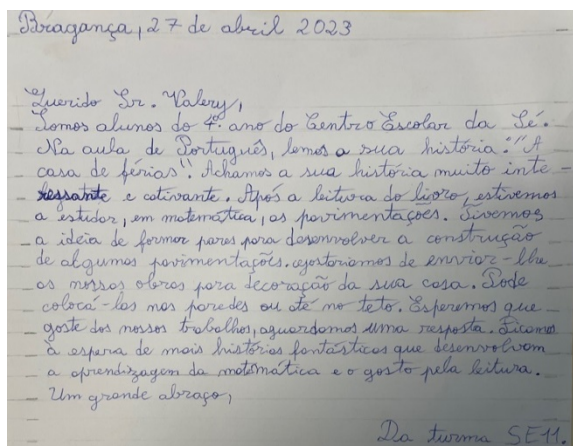 Bragança, 27 de abril 2023
Querido Sr. Valery,
Somos alunos do 4º. ano do Centro Escolar da Sé.
Na aula de Português, lemos a sua história: "A
casa de férias". Achamos a sua história muito inte-
ressante e cativante. Após a leitura do livro, estivemos
a estudar, em matemática, as pavimentações. Tivemos
a ideia de formar pares para desenvolver a construção
de algumas pavimentações. Gostaríamos de enviar-lhe
as nossas obras para decoração da sua casa. Pode
colocá-las nas paredes ou até no teto. Esperemos que
goste dos nossos trabalhos, aguardamos uma resposta. Ficamos
à espera de mais histórias fantásticas que desenvolvam
a aprendizagem da matemática e o gosto pela leitura.
Um grande abraço,
Da turma SE11.